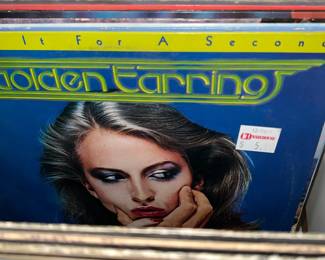 It For A Second
Golden Earring
$ 5